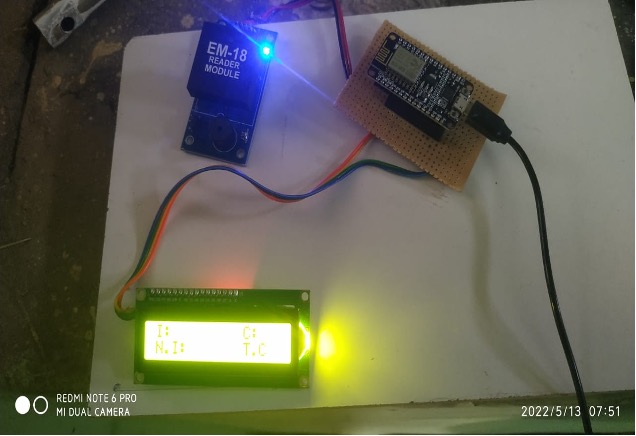 EM-18
READER
MODULE
I: C:
N.I: T.C
REDMI NOTE 6 PRO
MI DUAL CAMERA
2022/5/13 07:51